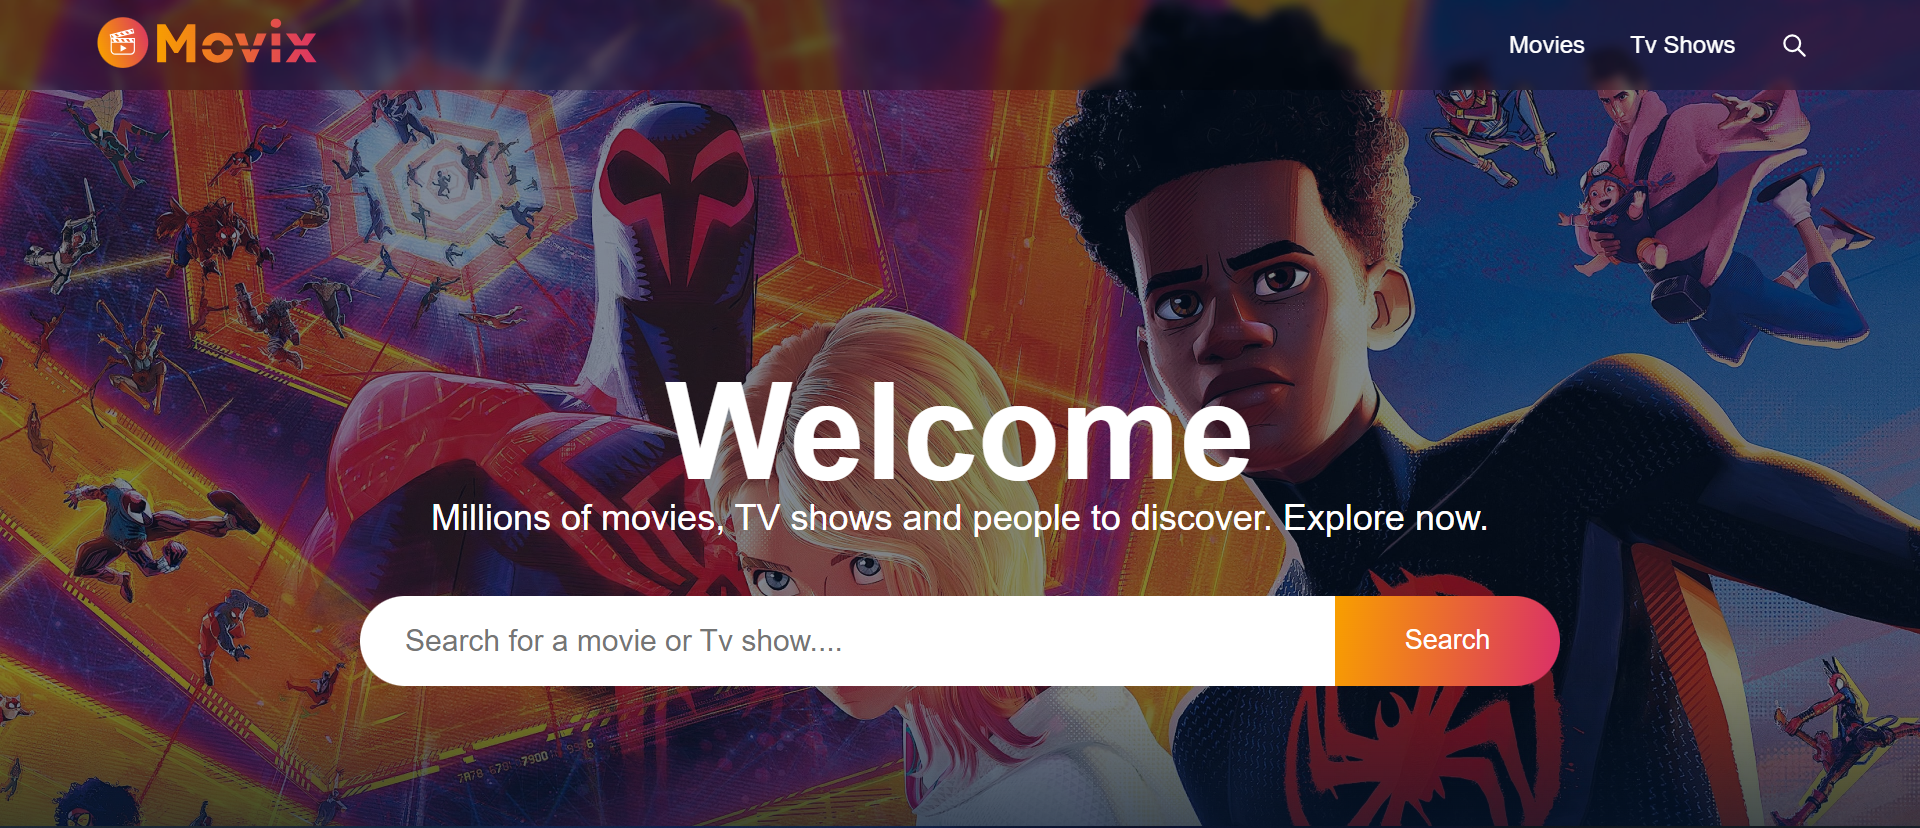 Movix
Movies
Tv Shows
Welcome
Millions of movies, TV shows and people to discover. Explore now.
Search for a movie or Tv show....
Search